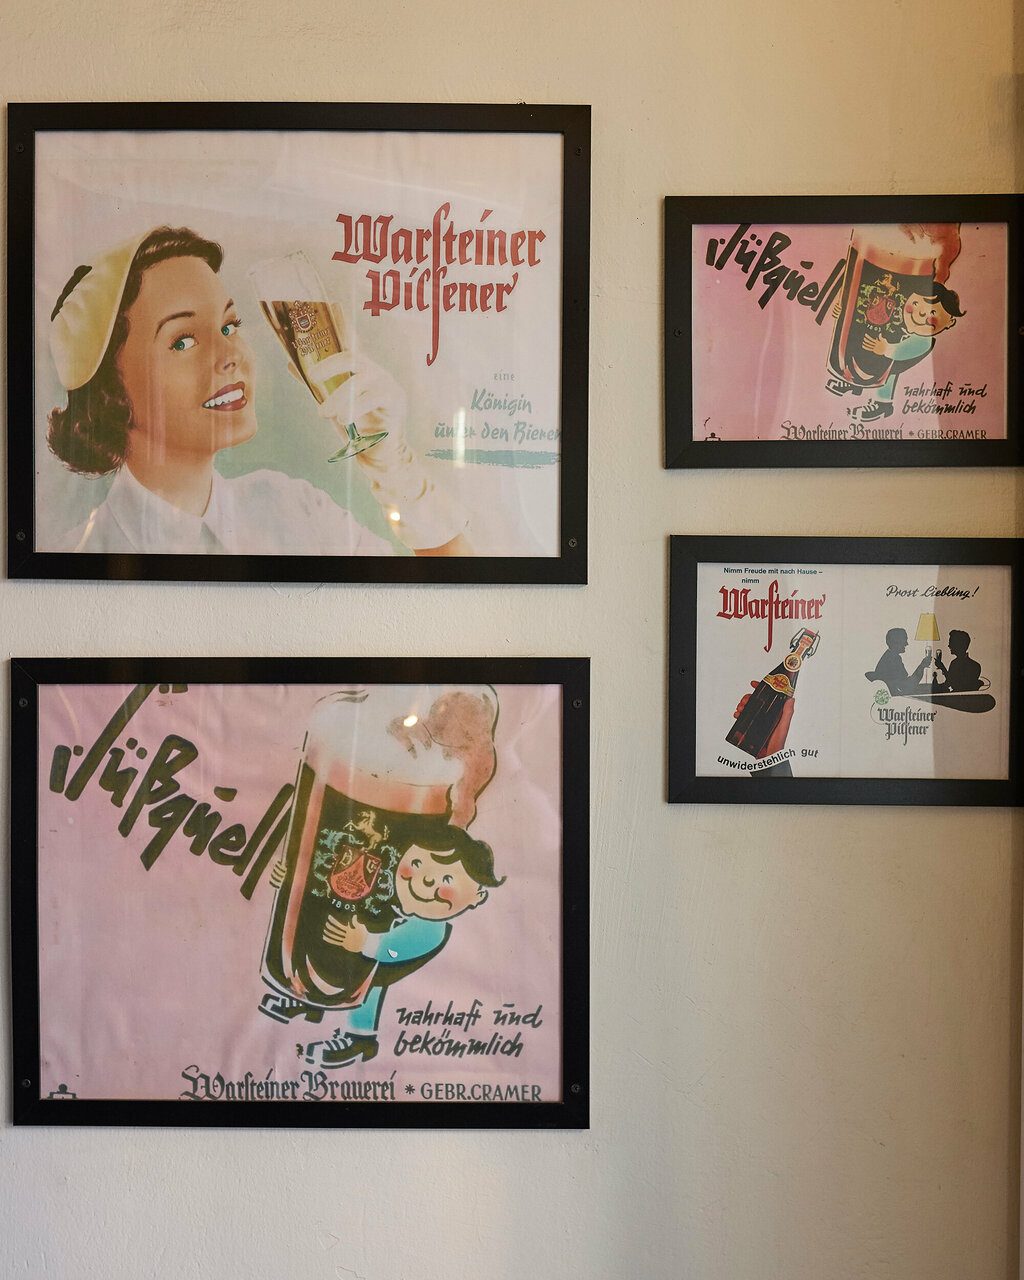 Warsteiner
Pilsener
eine
Königin
unter den Bieren
Süßquell
1803
nahrhaft und
bekömmlich
Warsteiner Brauerei * GEBR.CRAMER
Nimm Freude mit nach Hause –
nimm
Warsteiner
unwiderstehlich gut
Prost Liebling!
Warsteiner
Pilsener
Süßquell
1803
nahrhaft und
bekömmlich
Warsteiner Brauerei * GEBR.CRAMER